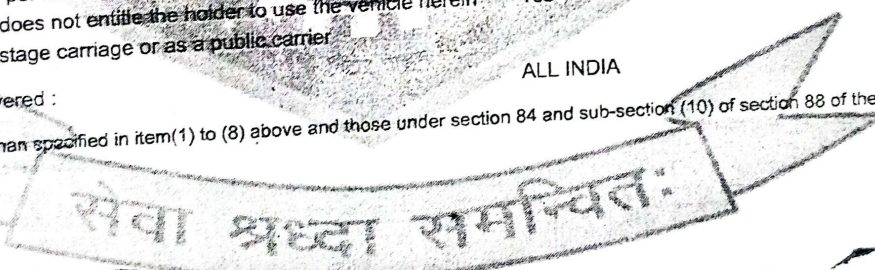 does not entitle the holder to use the vehicle herein
stage carriage or as a public carrier
ALL INDIA
vered :
han specified in item(1) to (8) above and those under section 84 and sub-section (10) of section 88 of the
सेवा श्रध्दा समन्वितः